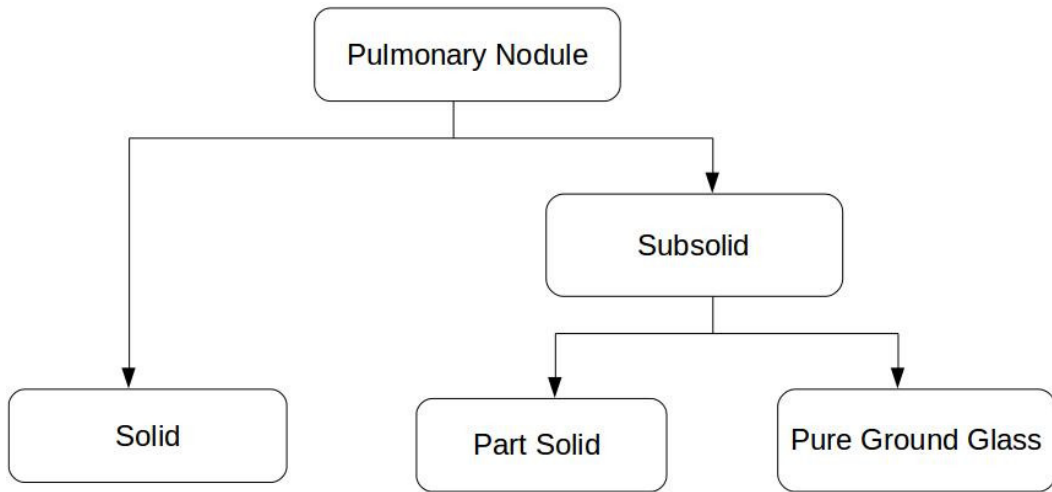 Pulmonary Nodule
Subsolid
Solid
Part Solid
Pure Ground Glass